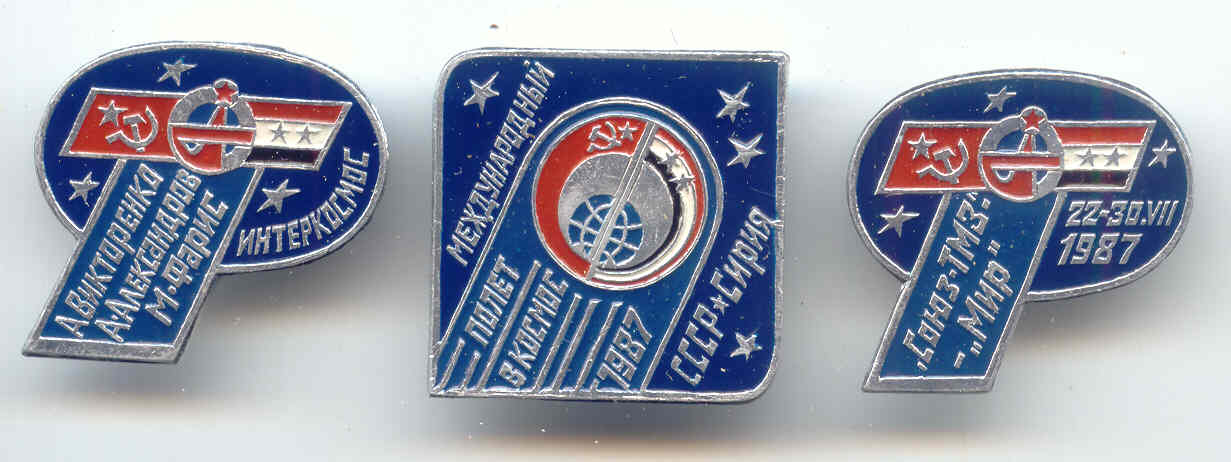 А·Викторенко
А·Александров
М·Фарис
ИНТЕРКОСМОС
МЕЖДУНАРОДНЫЙ
ПОЛЕТ
В КОСМОС
1987
СССР★СИРИЯ
„Союз-ТМ3"-
-„Мир"
22-30.VII
1987